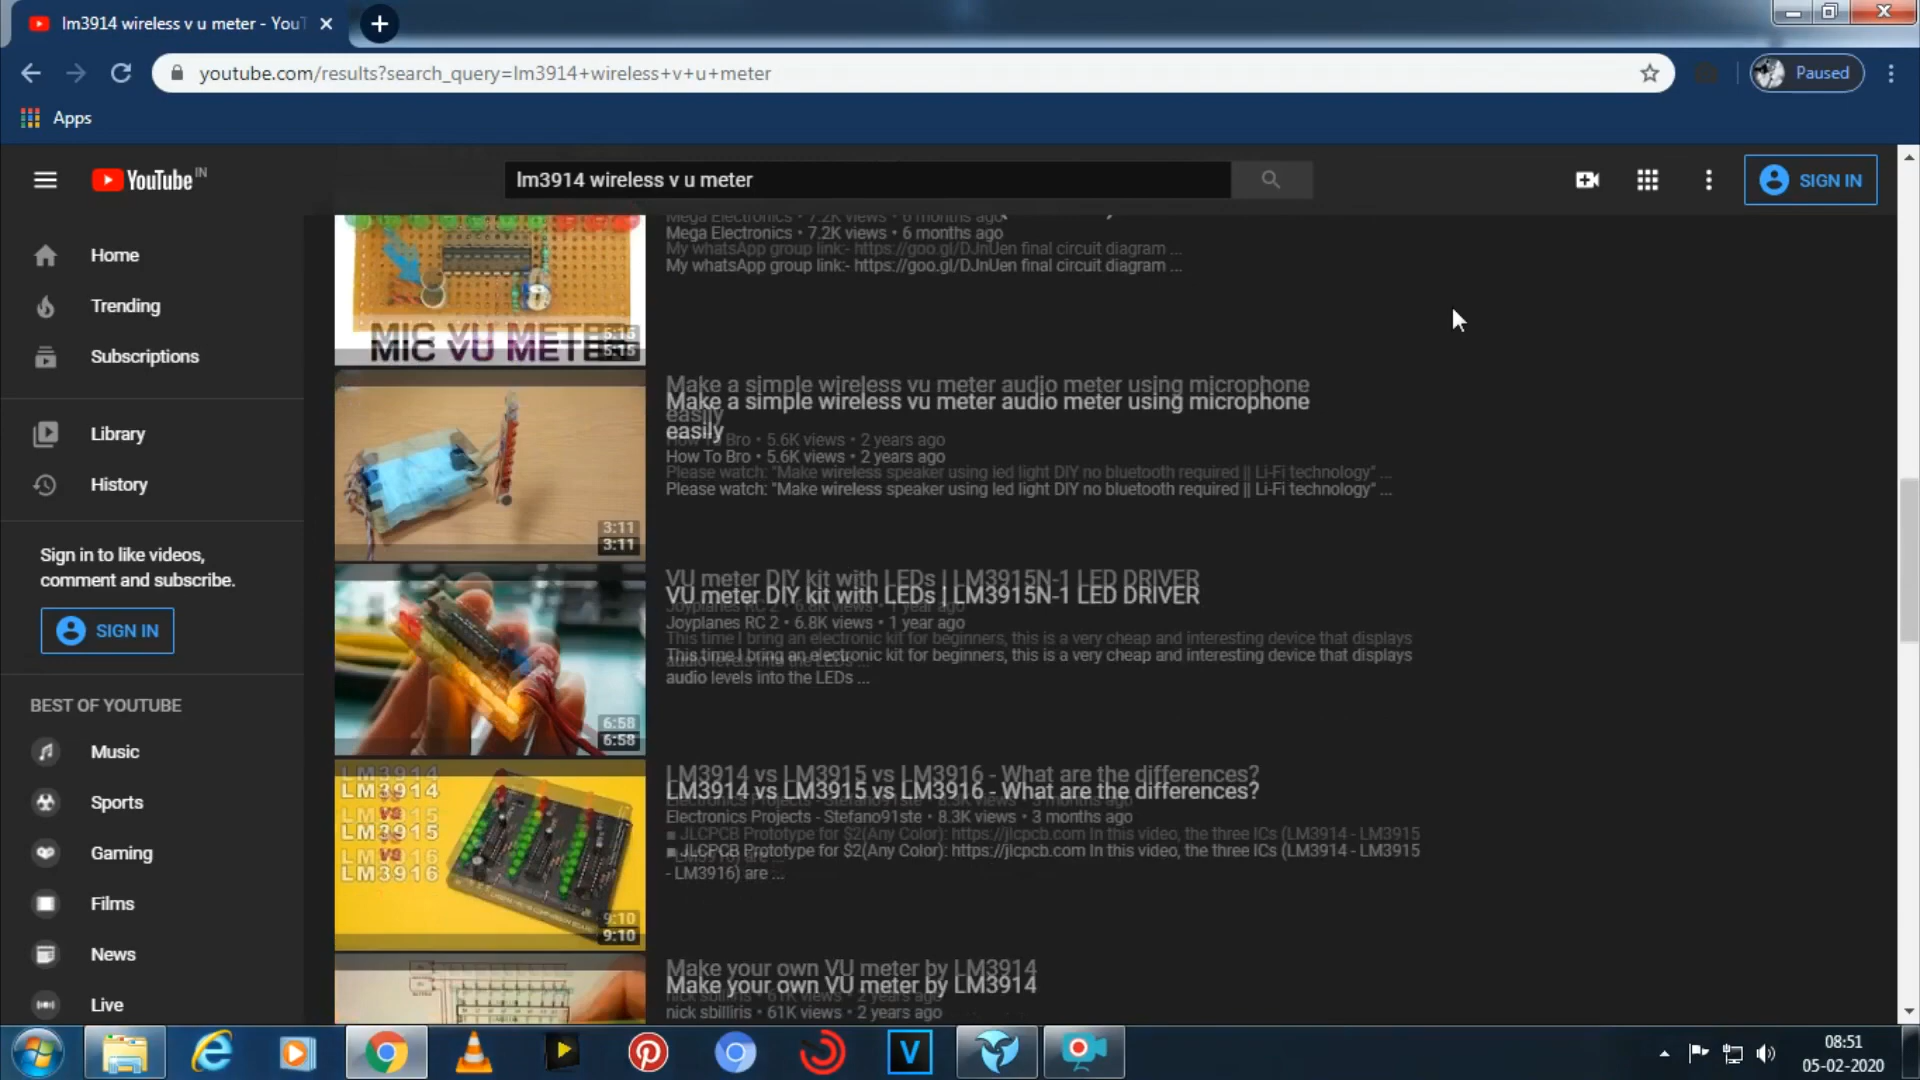 lm3914 wireless v u meter - YouT
youtube.com/results?search_query=lm3914+wireless+v+u+meter
Paused
Apps
YouTube IN
lm3914 wireless v u meter
SIGN IN
Home
Trending
Subscriptions
Library
History
Sign in to like videos,
comment and subscribe.
SIGN IN
BEST OF YOUTUBE
Music
Sports
Gaming
Films
News
Live
MIC VU METER
5:15
Mega Electronics • 7.2K views • 6 months ago
My whatsApp group link:- https://goo.gl/DJnUen final circuit diagram ...
3:11
Make a simple wireless vu meter audio meter using microphone
easily
How To Bro • 5.6K views • 2 years ago
Please watch: "Make wireless speaker using led light DIY no bluetooth required || Li-Fi technology" ...
6:58
VU meter DIY kit with LEDs | LM3915N-1 LED DRIVER
Joyplanes RC 2 • 6.8K views • 1 year ago
This time I bring an electronic kit for beginners, this is a very cheap and interesting device that displays
audio levels into the LEDs ...
LM3914
vs
LM3915
vs
LM3916
9:10
LM3914 vs LM3915 vs LM3916 - What are the differences?
Electronics Projects - Stefano91ste • 8.3K views • 3 months ago
■ JLCPCB Prototype for $2(Any Color): https://jlcpcb.com In this video, the three ICs (LM3914 - LM3915
- LM3916) are ...
Make your own VU meter by LM3914
nick sbilliris • 61K views • 2 years ago
08:51
05-02-2020